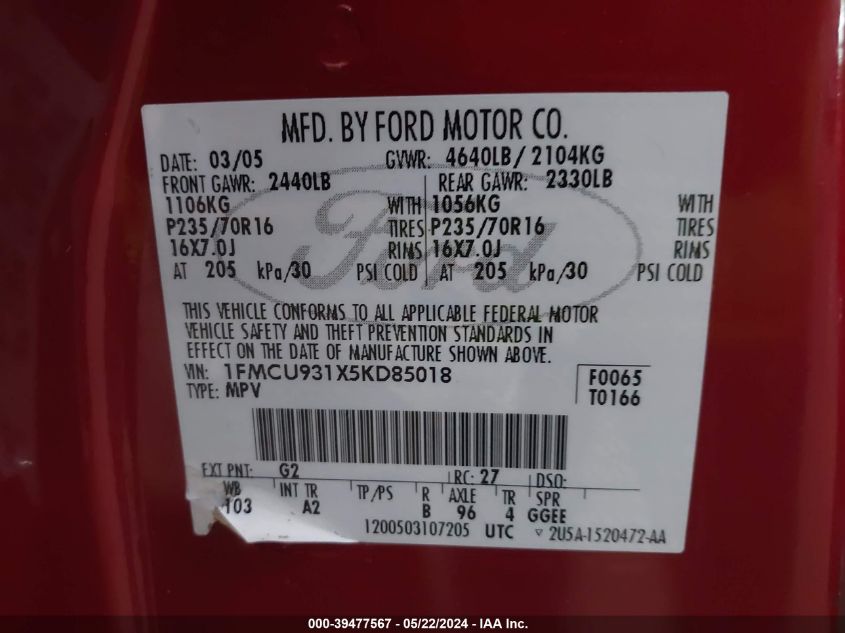 MFD. BY FORD MOTOR CO.
DATE: 03/05 GVWR: 4640LB/ 2104KG
FRONT GAWR: 2440LB REAR GAWR: 2330LB
1106KG WITH 1056KG WITH
P235/70R16 TIRES P235/70R16 TIRES
16X7.0J RIMS 16X7.0J RIMS
AT 205 kPa/30 PSI COLD AT 205 kPa/30 PSI COLD
Ford
THIS VEHICLE CONFORMS TO ALL APPLICABLE FEDERAL MOTOR
VEHICLE SAFETY AND THEFT PREVENTION STANDARDS IN
EFFECT ON THE DATE OF MANUFACTURE SHOWN ABOVE.
VIN: 1FMCU931X5KD85018 F0065
TYPE: MPV T0166
EXT PNT: G2 RC: 27 DSO:
WB INT TR TP/PS R AXLE TR SPR
103 A2 B 96 4 GGEE
1200503107205 UTC ▽ 2U5A-1520472-AA
000-39477567 - 05/22/2024 - IAA Inc.